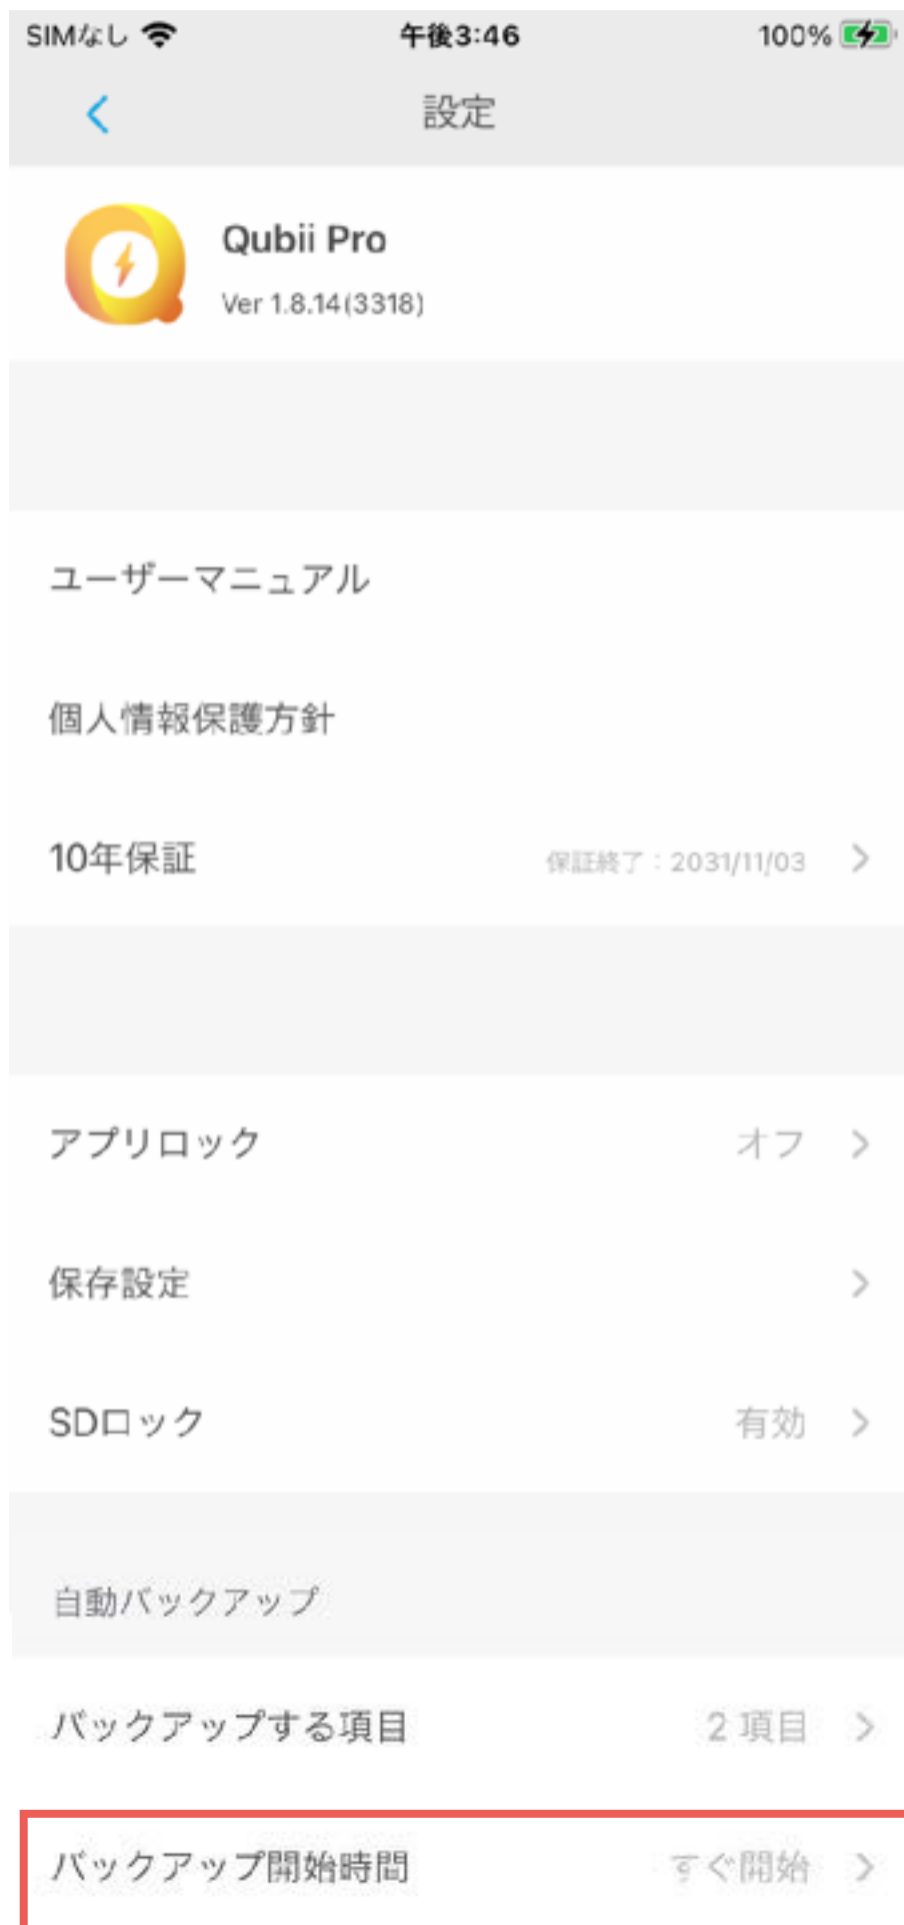 SIMなし 午後3:46 100%
設定
Qubii Pro
Ver 1.8.14(3318)
ユーザーマニュアル
個人情報保護方針
10年保証 保証終了：2031/11/03
アプリロック オフ
保存設定
SDロック 有効
自動バックアップ
バックアップする項目 2 項目
バックアップ開始時間 すぐ開始